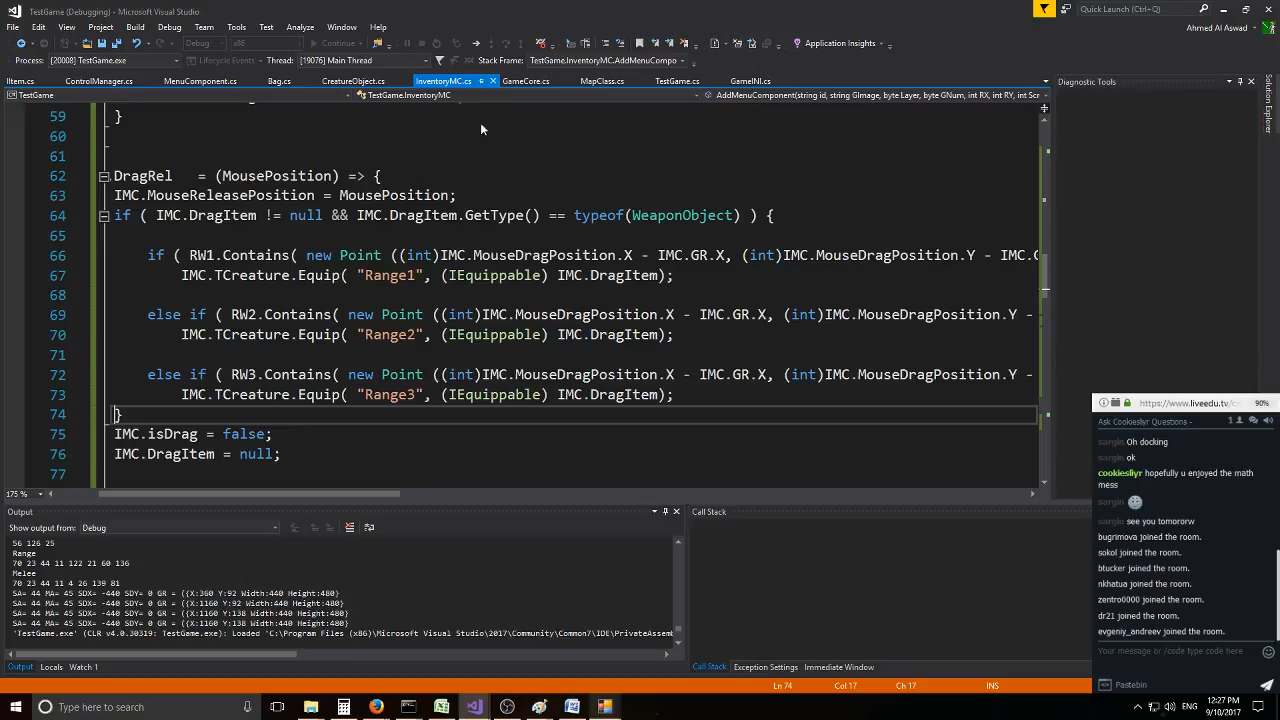 TestGame (Debugging) - Microsoft Visual Studio
Quick Launch (Ctrl+Q)
File Edit View Project Build Debug Team Tools Test Analyze Window Help
Ahmed Al Aswad
Debug x86 Continue Application Insights
Process: [20008] TestGame.exe Lifecycle Events Thread: [19076] Main Thread Stack Frame: TestGame.InventoryMC.AddMenuCompo
IItem.cs ControlManager.cs MenuComponent.cs Bag.cs CreatureObject.cs InventoryMC.cs GameCore.cs MapClass.cs TestGame.cs GameINI.cs
Diagnostic Tools
TestGame TestGame.InventoryMC AddMenuComponent(string id, string GImage, byte Layer, byte GNum, int RX, int RY, int Scr
Solution Explorer
59 }
60
61
62 DragRel = (MousePosition) => {
63 IMC.MouseReleasePosition = MousePosition;
64 if ( IMC.DragItem != null && IMC.DragItem.GetType() == typeof(WeaponObject) ) {
65
66 if ( RW1.Contains( new Point ((int)IMC.MouseDragPosition.X - IMC.GR.X, (int)IMC.MouseDragPosition.Y - IMC.G
67 IMC.TCreature.Equip( "Range1", (IEquippable) IMC.DragItem);
68
69 else if ( RW2.Contains( new Point ((int)IMC.MouseDragPosition.X - IMC.GR.X, (int)IMC.MouseDragPosition.Y -
70 IMC.TCreature.Equip( "Range2", (IEquippable) IMC.DragItem);
71
72 else if ( RW3.Contains( new Point ((int)IMC.MouseDragPosition.X - IMC.GR.X, (int)IMC.MouseDragPosition.Y -
73 IMC.TCreature.Equip( "Range3", (IEquippable) IMC.DragItem);
74 }
75 IMC.isDrag = false;
76 IMC.DragItem = null;
77
175 %
Output
Show output from: Debug
56 126 25
Range
70 23 44 11 122 21 60 136
Melee
70 23 44 11 4 26 139 81
SA= 44 MA= 45 SDX= -440 SDY= 0 GR = ({X:360 Y:92 Width:440 Height:480}
SA= 44 MA= 45 SDX= -440 SDY= 0 GR = ({X:1160 Y:92 Width:440 Height:480}
SA= 44 MA= 45 SDX= -440 SDY= 0 GR = ({X:1160 Y:138 Width:440 Height:480}
SA= 44 MA= 45 SDX= -440 SDY= 0 GR = ({X:1160 Y:138 Width:440 Height:480}
'TestGame.exe' (CLR v4.0.30319: TestGame.exe): Loaded 'C:\Program Files (x86)\Microsoft Visual Studio\2017\Community\Common7\IDE\PrivateAssemb
Output Locals Watch 1
Call Stack
Call Stack Exception Settings Immediate Window
https://www.liveedu.tv/c 90%
Ask Cookiesliyr Questions - 1
sargin Oh docking
sargin ok
cookiesliyr hopefully u enjoyed the math
mess
sargin
sargin see you tomororw
bugrimova joined the room.
sokol joined the room.
btucker joined the room.
nkhatua joined the room.
zentro0000 joined the room.
dr21 joined the room.
evgeniy_andreev joined the room.
Your message or /code type code here
Pastebin
Ln 74 Col 17 Ch 17 INS
Type here to search
12:27 PM
9/10/2017